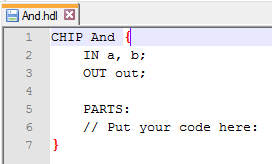 And.hdl
1 CHIP And {
2     IN a, b;
3     OUT out;
4
5     PARTS:
6     // Put your code here:
7 }